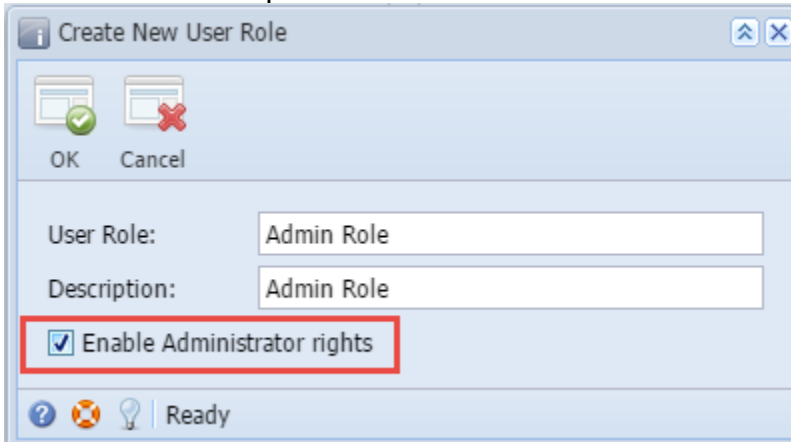 Create New User Role
OK Cancel
User Role: Admin Role
Description: Admin Role
Enable Administrator rights
Ready